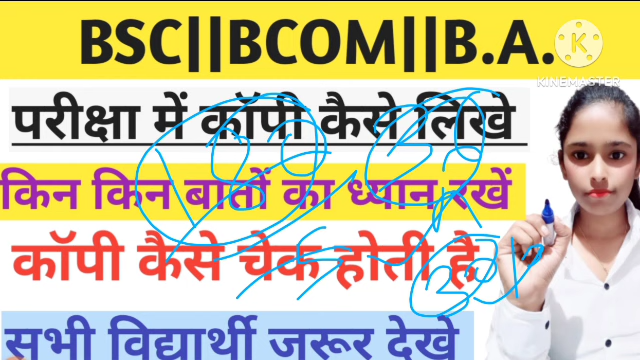 BSC||BCOM||B.A.
KINEMASTER
परीक्षा में कॉपी कैसे लिखे
किन किन बातों का ध्यान रखें
कॉपी कैसे चेक होती है
सभी विद्यार्थी जरूर देखे